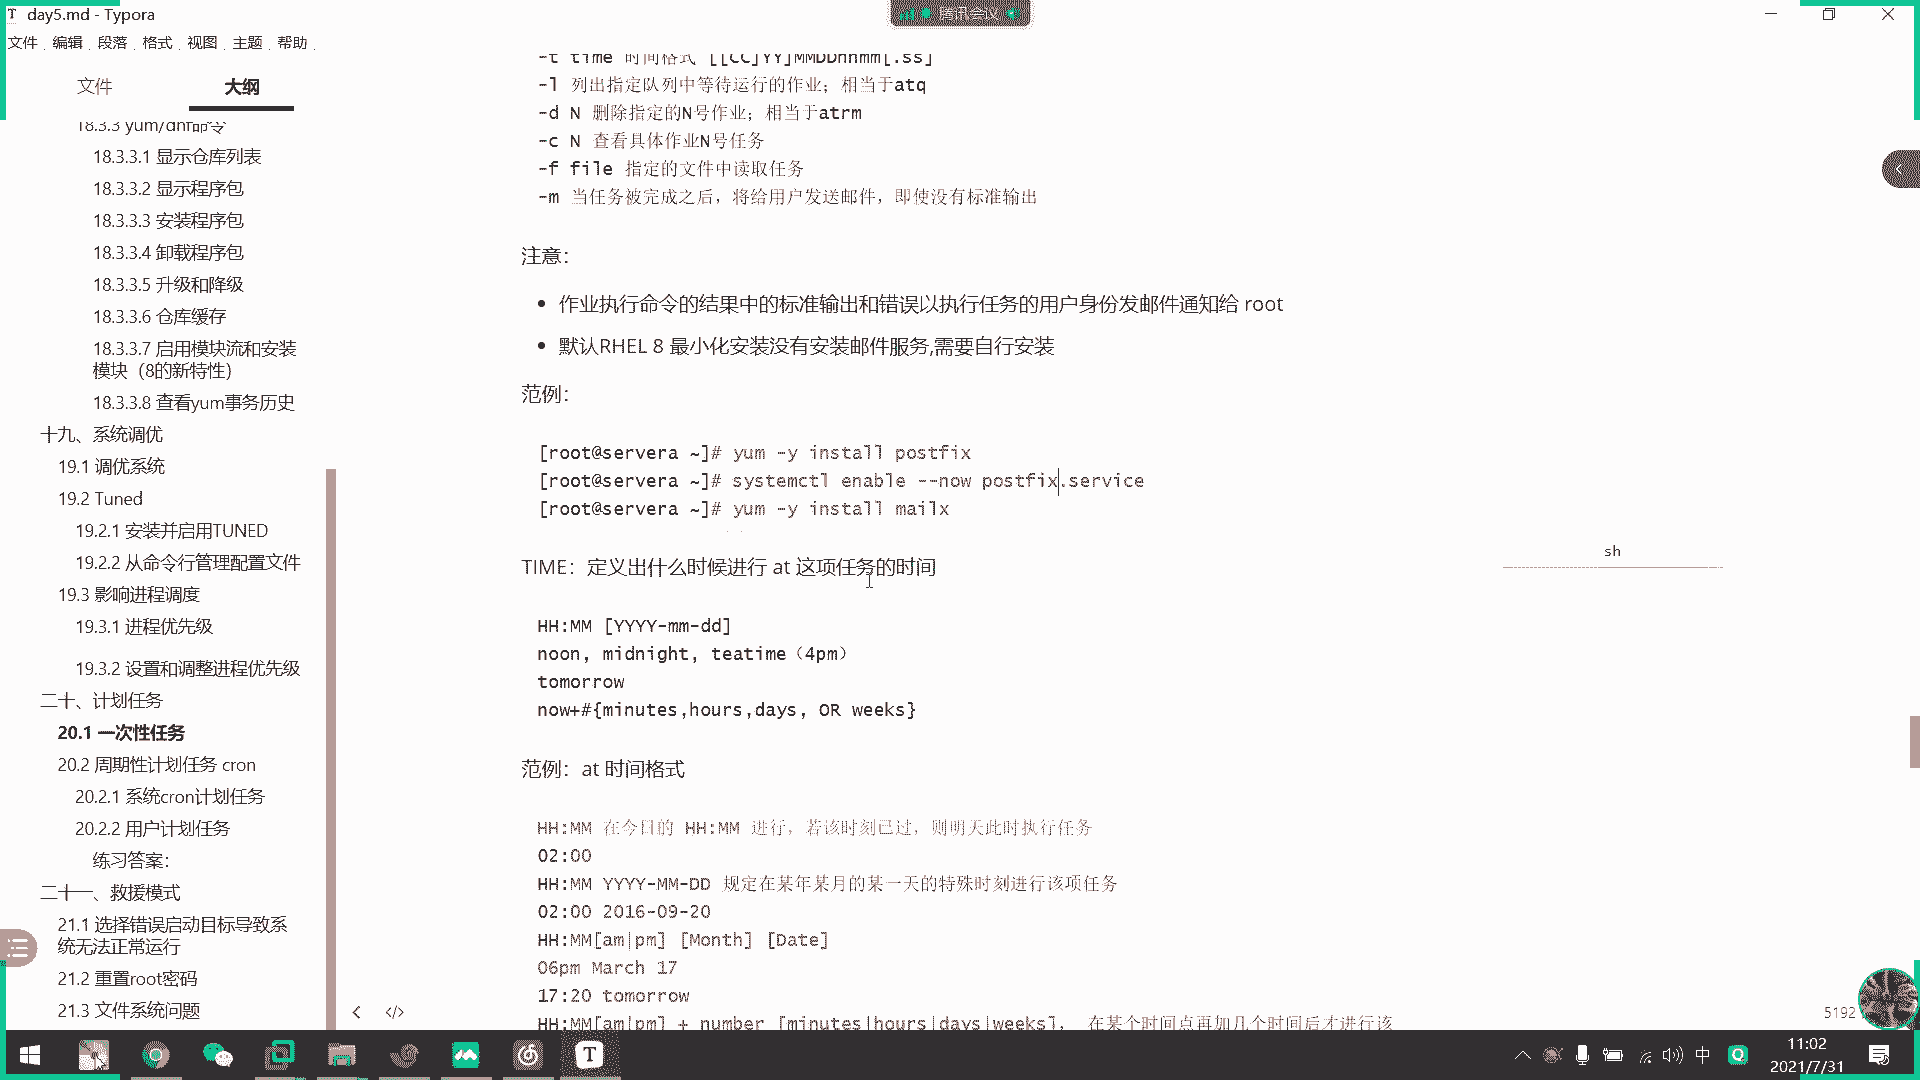 day5.md - Typora
腾讯会议
文件 编辑 段落 格式 视图 主题 帮助
文件
大纲
18.3.3 yum/dnf命令
18.3.3.1 显示仓库列表
18.3.3.2 显示程序包
18.3.3.3 安装程序包
18.3.3.4 卸载程序包
18.3.3.5 升级和降级
18.3.3.6 仓库缓存
18.3.3.7 启用模块流和安装
模块（8的新特性）
18.3.3.8 查看yum事务历史
十九、系统调优
19.1 调优系统
19.2 Tuned
19.2.1 安装并启用TUNED
19.2.2 从命令行管理配置文件
19.3 影响进程调度
19.3.1 进程优先级
19.3.2 设置和调整进程优先级
二十、计划任务
20.1 一次性任务
20.2 周期性计划任务 cron
20.2.1 系统cron计划任务
20.2.2 用户计划任务
练习答案：
二十一、救援模式
21.1 选择错误启动目标导致系
统无法正常运行
21.2 重置root密码
21.3 文件系统问题
-t time 时间格式 [[CC]YY]MMDDhhmm[.ss]
-l 列出指定队列中等待运行的作业；相当于atq
-d N 删除指定的N号作业；相当于atrm
-c N 查看具体作业N号任务
-f file 指定的文件中读取任务
-m 当任务被完成之后，将给用户发送邮件，即使没有标准输出
注意：
• 作业执行命令的结果中的标准输出和错误以执行任务的用户身份发邮件通知给 root
• 默认RHEL 8 最小化安装没有安装邮件服务,需要自行安装
范例：
[root@servera ~]# yum -y install postfix
[root@servera ~]# systemctl enable --now postfix.service
[root@servera ~]# yum -y install mailx
sh
TIME：定义出什么时候进行 at 这项任务的时间
HH:MM [YYYY-mm-dd]
noon, midnight, teatime（4pm）
tomorrow
now+#{minutes,hours,days, OR weeks}
范例：at 时间格式
HH:MM 在今日的 HH:MM 进行，若该时刻已过，则明天此时执行任务
02:00
HH:MM YYYY-MM-DD 规定在某年某月的某一天的特殊时刻进行该项任务
02:00 2016-09-20
HH:MM[am|pm] [Month] [Date]
06pm March 17
17:20 tomorrow
HH:MM[am|pm] + number [minutes|hours|days|weeks]， 在某个时间点再加几个时间后才进行该
5192
中
11:02
2021/7/31